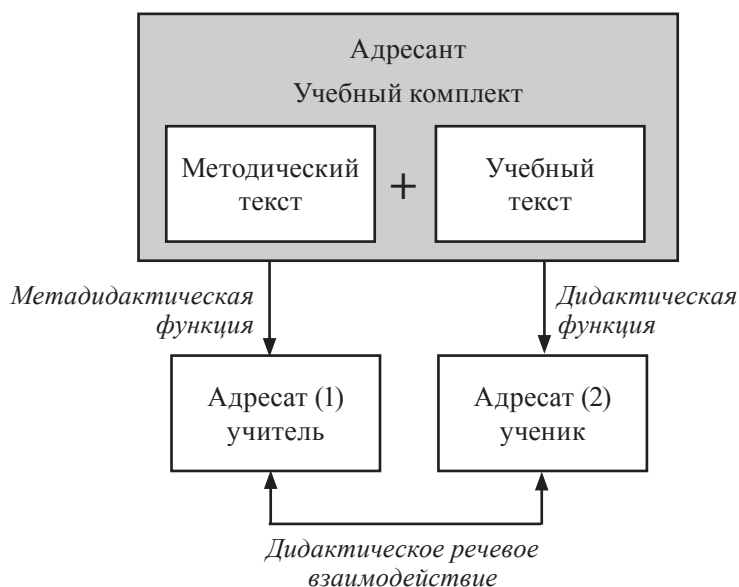 Адресант
Учебный комплект
Методический
текст
+
Учебный
текст
Метадидактическая
функция
Дидактическая
функция
Адресат (1)
учитель
Адресат (2)
ученик
Дидактическое речевое
взаимодействие